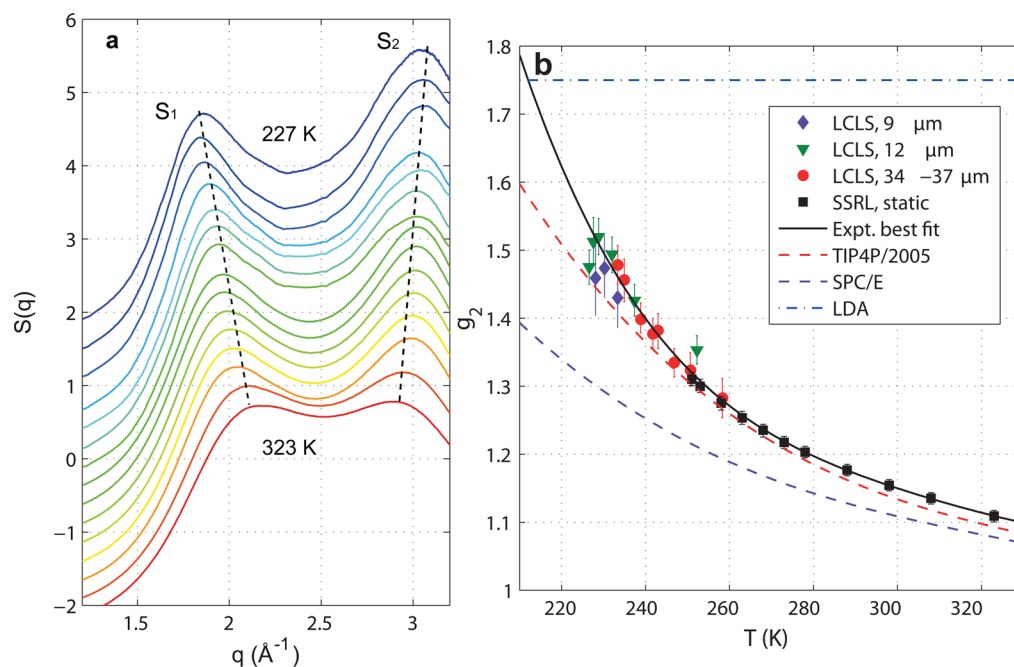 a
S1
S2
227 K
323 K
6
5
4
3
2
1
0
−1
−2
S(q)
1.5
2
2.5
3
q (Å-1)
b
1.8
1.7
1.6
1.5
1.4
1.3
1.2
1.1
1
g2
220
240
260
280
300
320
T (K)
LCLS, 9 µm
LCLS, 12 µm
LCLS, 34 −37 µm
SSRL, static
Expt. best fit
TIP4P/2005
SPC/E
LDA